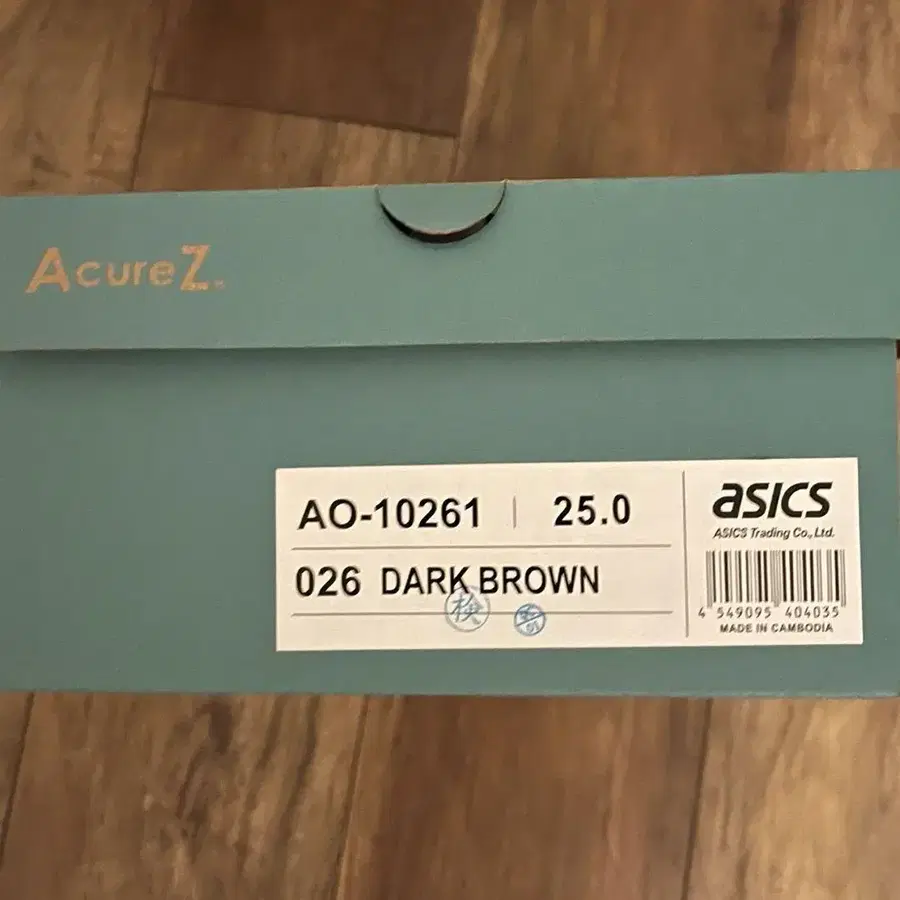 AcureZ
AO-10261 | 25.0
026 DARK BROWN
検
asics
ASICS Trading Co., Ltd.
4 549095 404035
MADE IN CAMBODIA